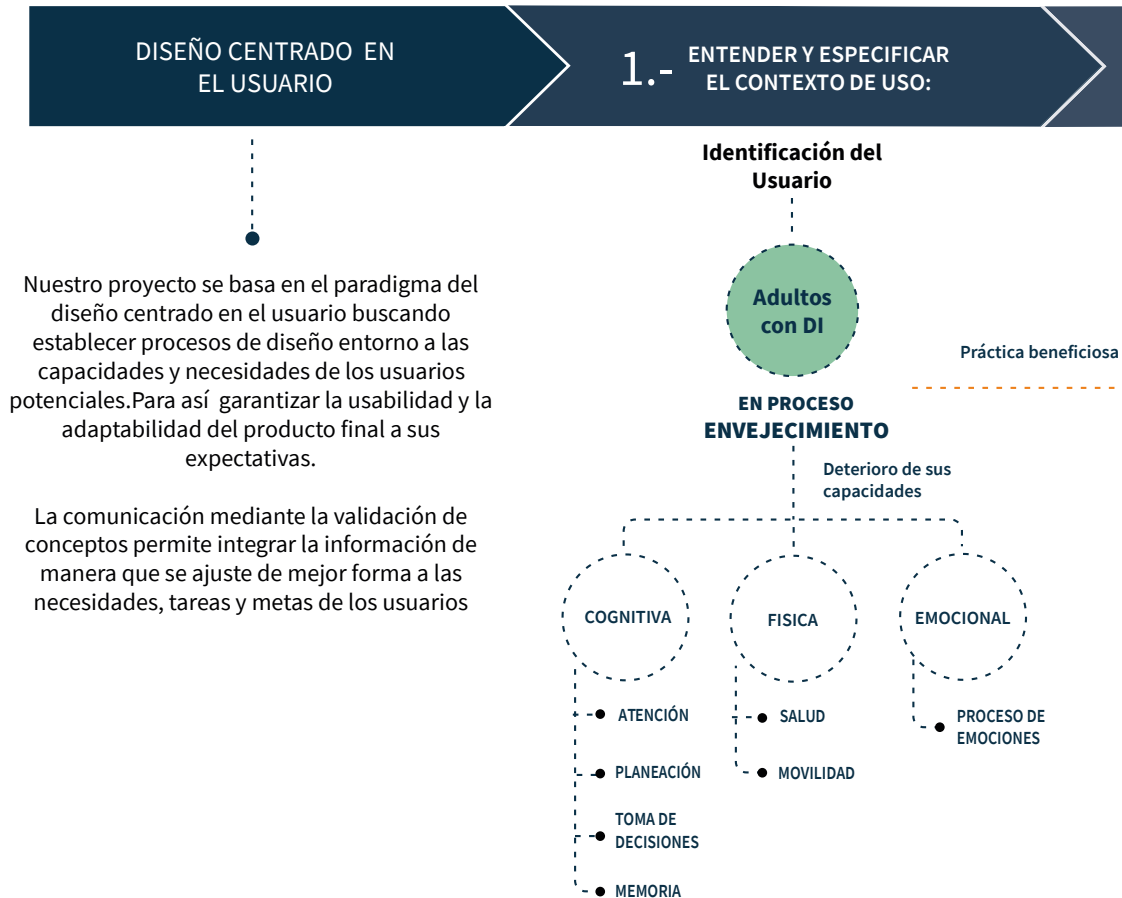 DISEÑO CENTRADO EN
EL USUARIO
1.- ENTENDER Y ESPECIFICAR
EL CONTEXTO DE USO:
Nuestro proyecto se basa en el paradigma del
diseño centrado en el usuario buscando
establecer procesos de diseño entorno a las
capacidades y necesidades de los usuarios
potenciales.Para así garantizar la usabilidad y la
adaptabilidad del producto final a sus
expectativas.
La comunicación mediante la validación de
conceptos permite integrar la información de
manera que se ajuste de mejor forma a las
necesidades, tareas y metas de los usuarios
Identificación del
Usuario
Adultos
con DI
Práctica beneficiosa
EN PROCESO
ENVEJECIMIENTO
Deterioro de sus
capacidades
COGNITIVA
ATENCIÓN
PLANEACIÓN
TOMA DE
DECISIONES
MEMORIA
FISICA
SALUD
MOVILIDAD
EMOCIONAL
PROCESO DE
EMOCIONES